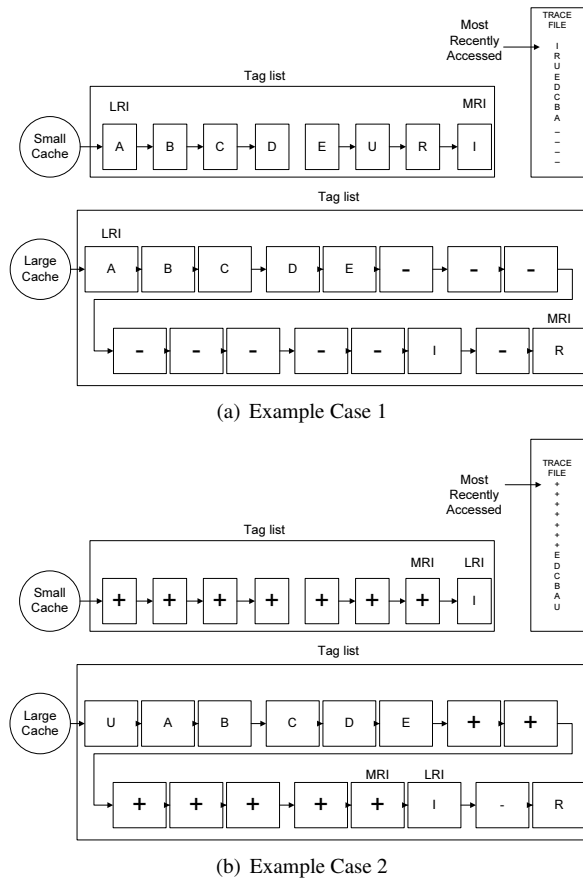 TRACE
FILE
Most
Recently
Accessed
I
R
U
E
D
C
B
A
_
_
_
_
_
Tag list
LRI
MRI
Small
Cache
A B C D E U R I
Tag list
LRI
Large
Cache
A B C D E - - -
MRI
- - - - - I - R
(a) Example Case 1
TRACE
FILE
Most
Recently
Accessed
+
+
+
+
+
+
+
E
D
C
B
A
U
Tag list
MRI LRI
Small
Cache
+ + + + + + + I
Tag list
Large
Cache
U A B C D E + +
MRI LRI
+ + + + + I - R
(b) Example Case 2